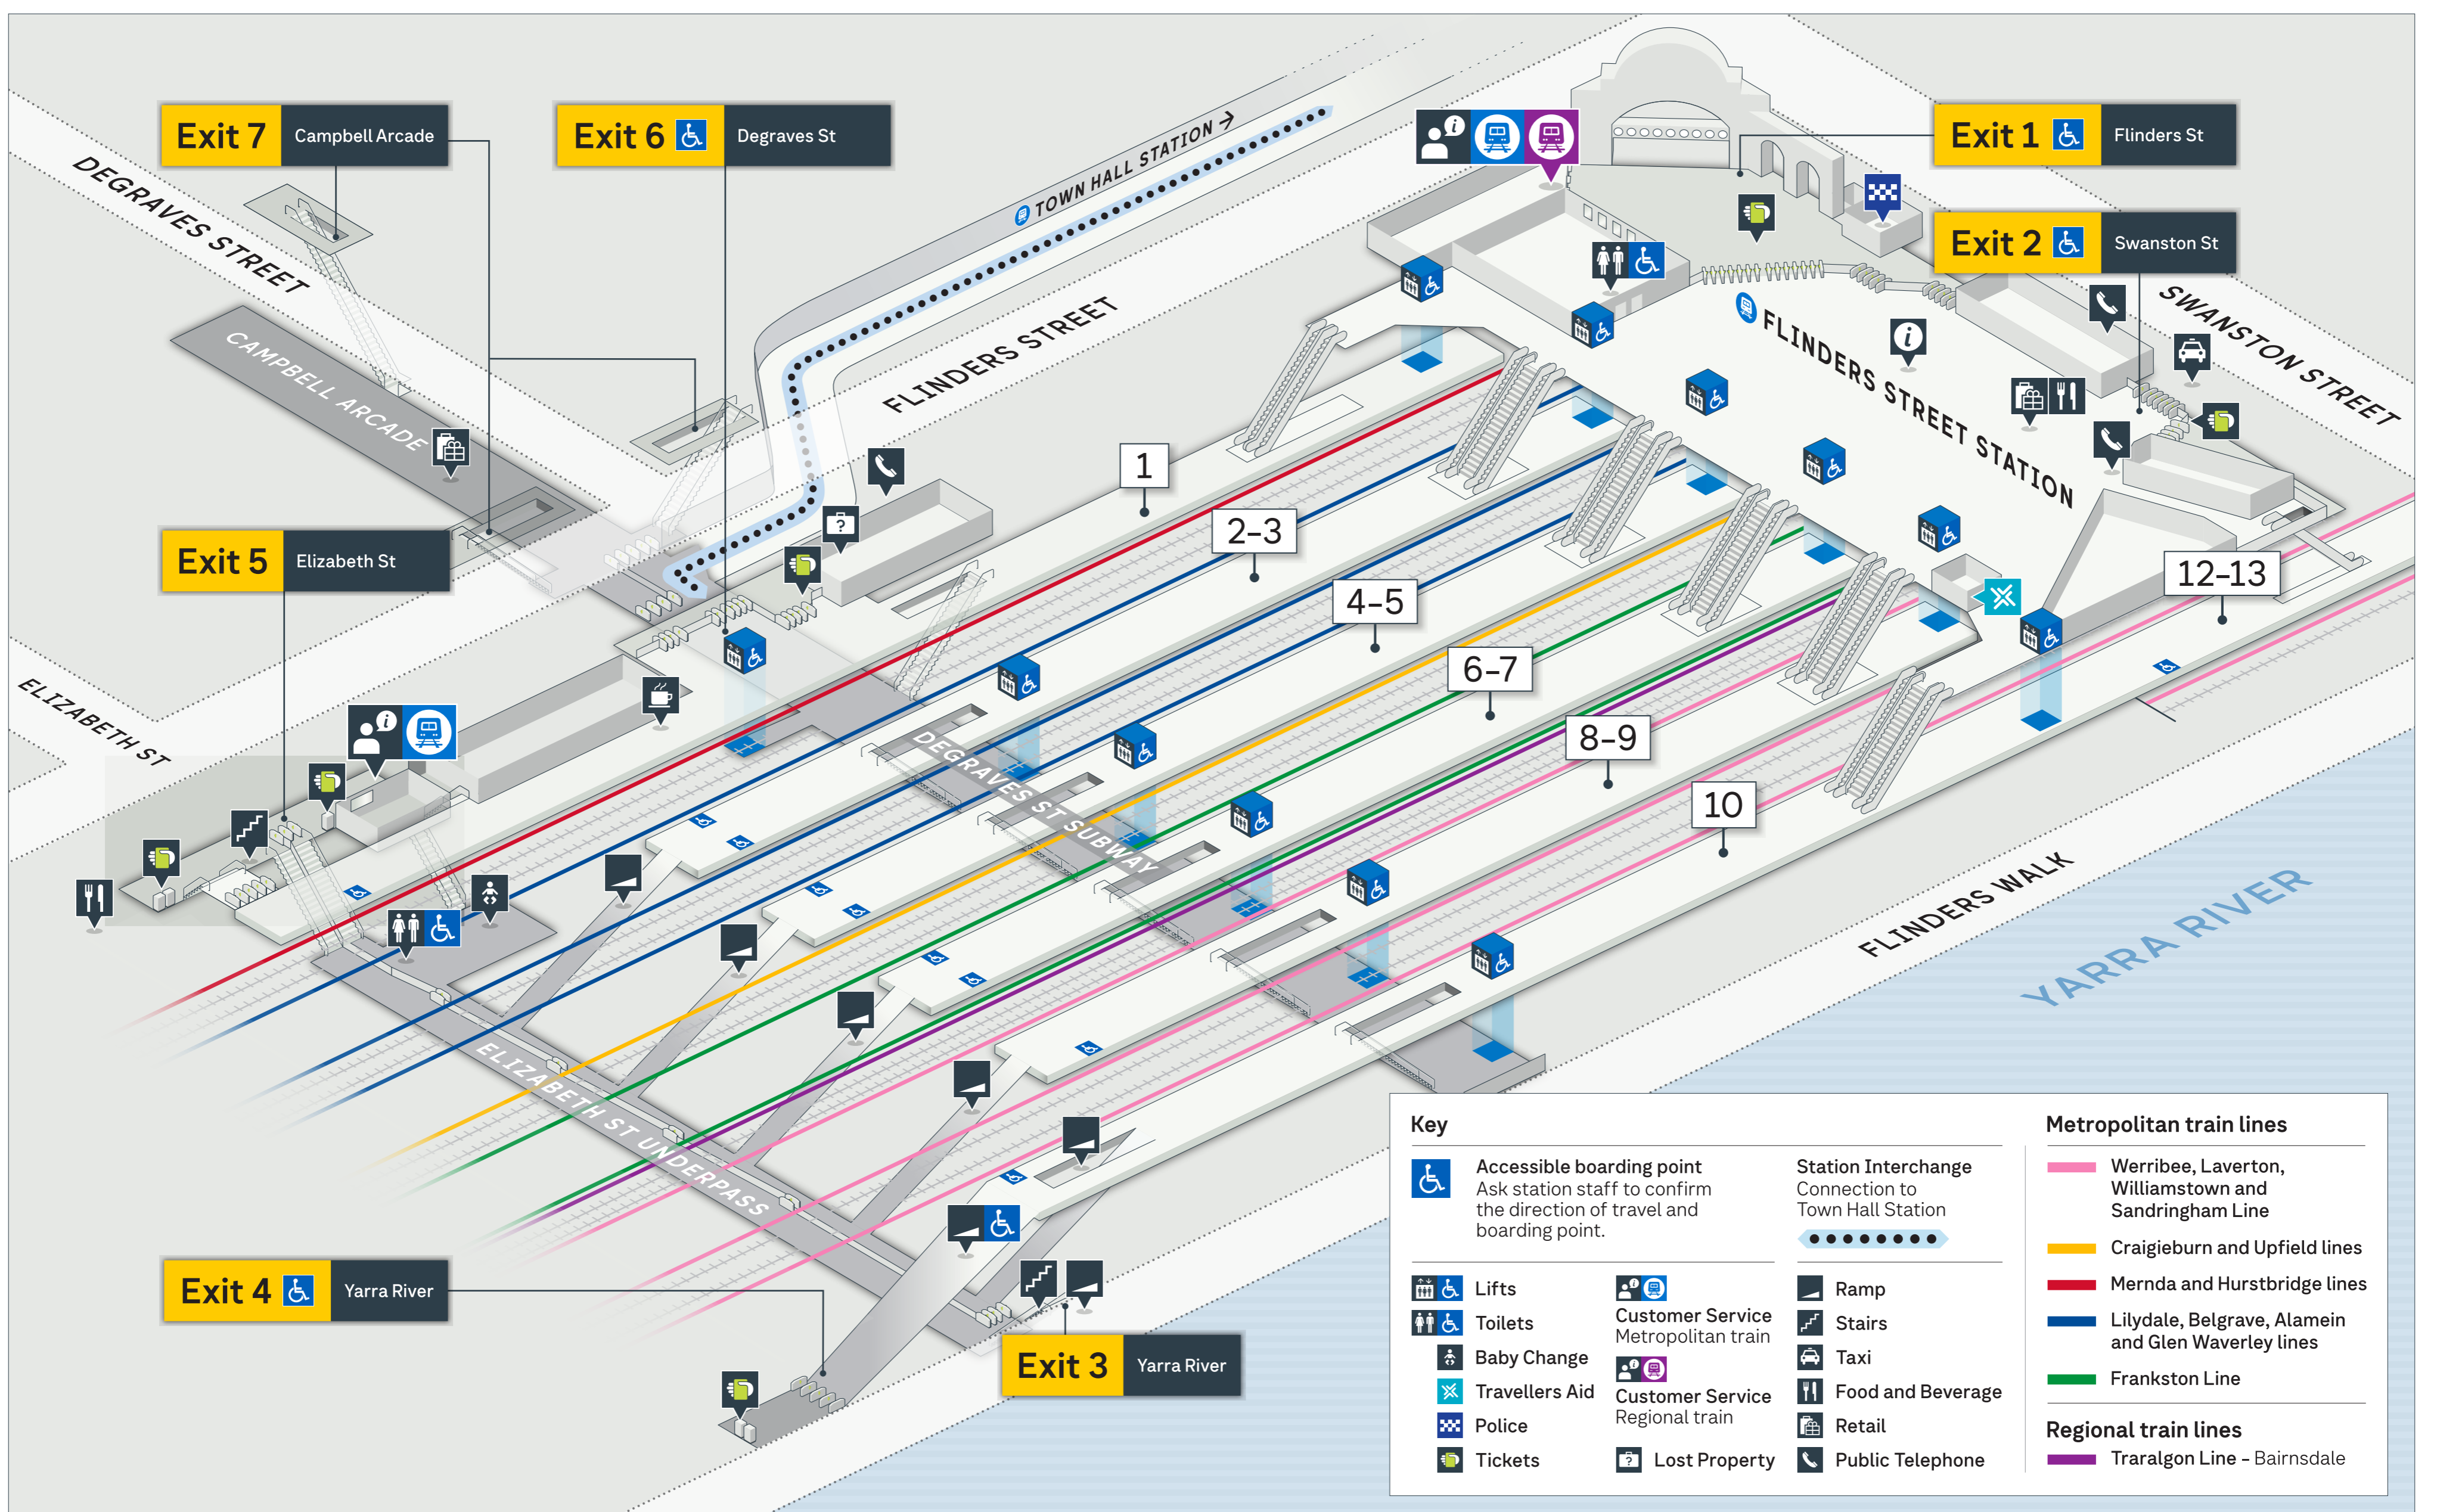 Exit 7 Campbell Arcade
Exit 6 Degraves St
Exit 1 Flinders St
Exit 2 Swanston St
Exit 5 Elizabeth St
Exit 4 Yarra River
Exit 3 Yarra River
DEGRAVES STREET
CAMPBELL ARCADE
TOWN HALL STATION →
FLINDERS STREET
SWANSTON STREET
FLINDERS STREET STATION
ELIZABETH ST
DEGRAVES ST SUBWAY
ELIZABETH ST UNDERPASS
FLINDERS WALK
YARRA RIVER
1
2–3
4–5
6–7
8–9
10
12–13
i
i
i
?
Key
Accessible boarding point
Ask station staff to confirm
the direction of travel and
boarding point.
Station Interchange
Connection to
Town Hall Station
Lifts
Toilets
Baby Change
Travellers Aid
Police
Tickets
Customer Service
Metropolitan train
Customer Service
Regional train
Lost Property
Ramp
Stairs
Taxi
Food and Beverage
Retail
Public Telephone
Metropolitan train lines
Werribee, Laverton,
Williamstown and
Sandringham Line
Craigieburn and Upfield lines
Mernda and Hurstbridge lines
Lilydale, Belgrave, Alamein
and Glen Waverley lines
Frankston Line
Regional train lines
Traralgon Line – Bairnsdale